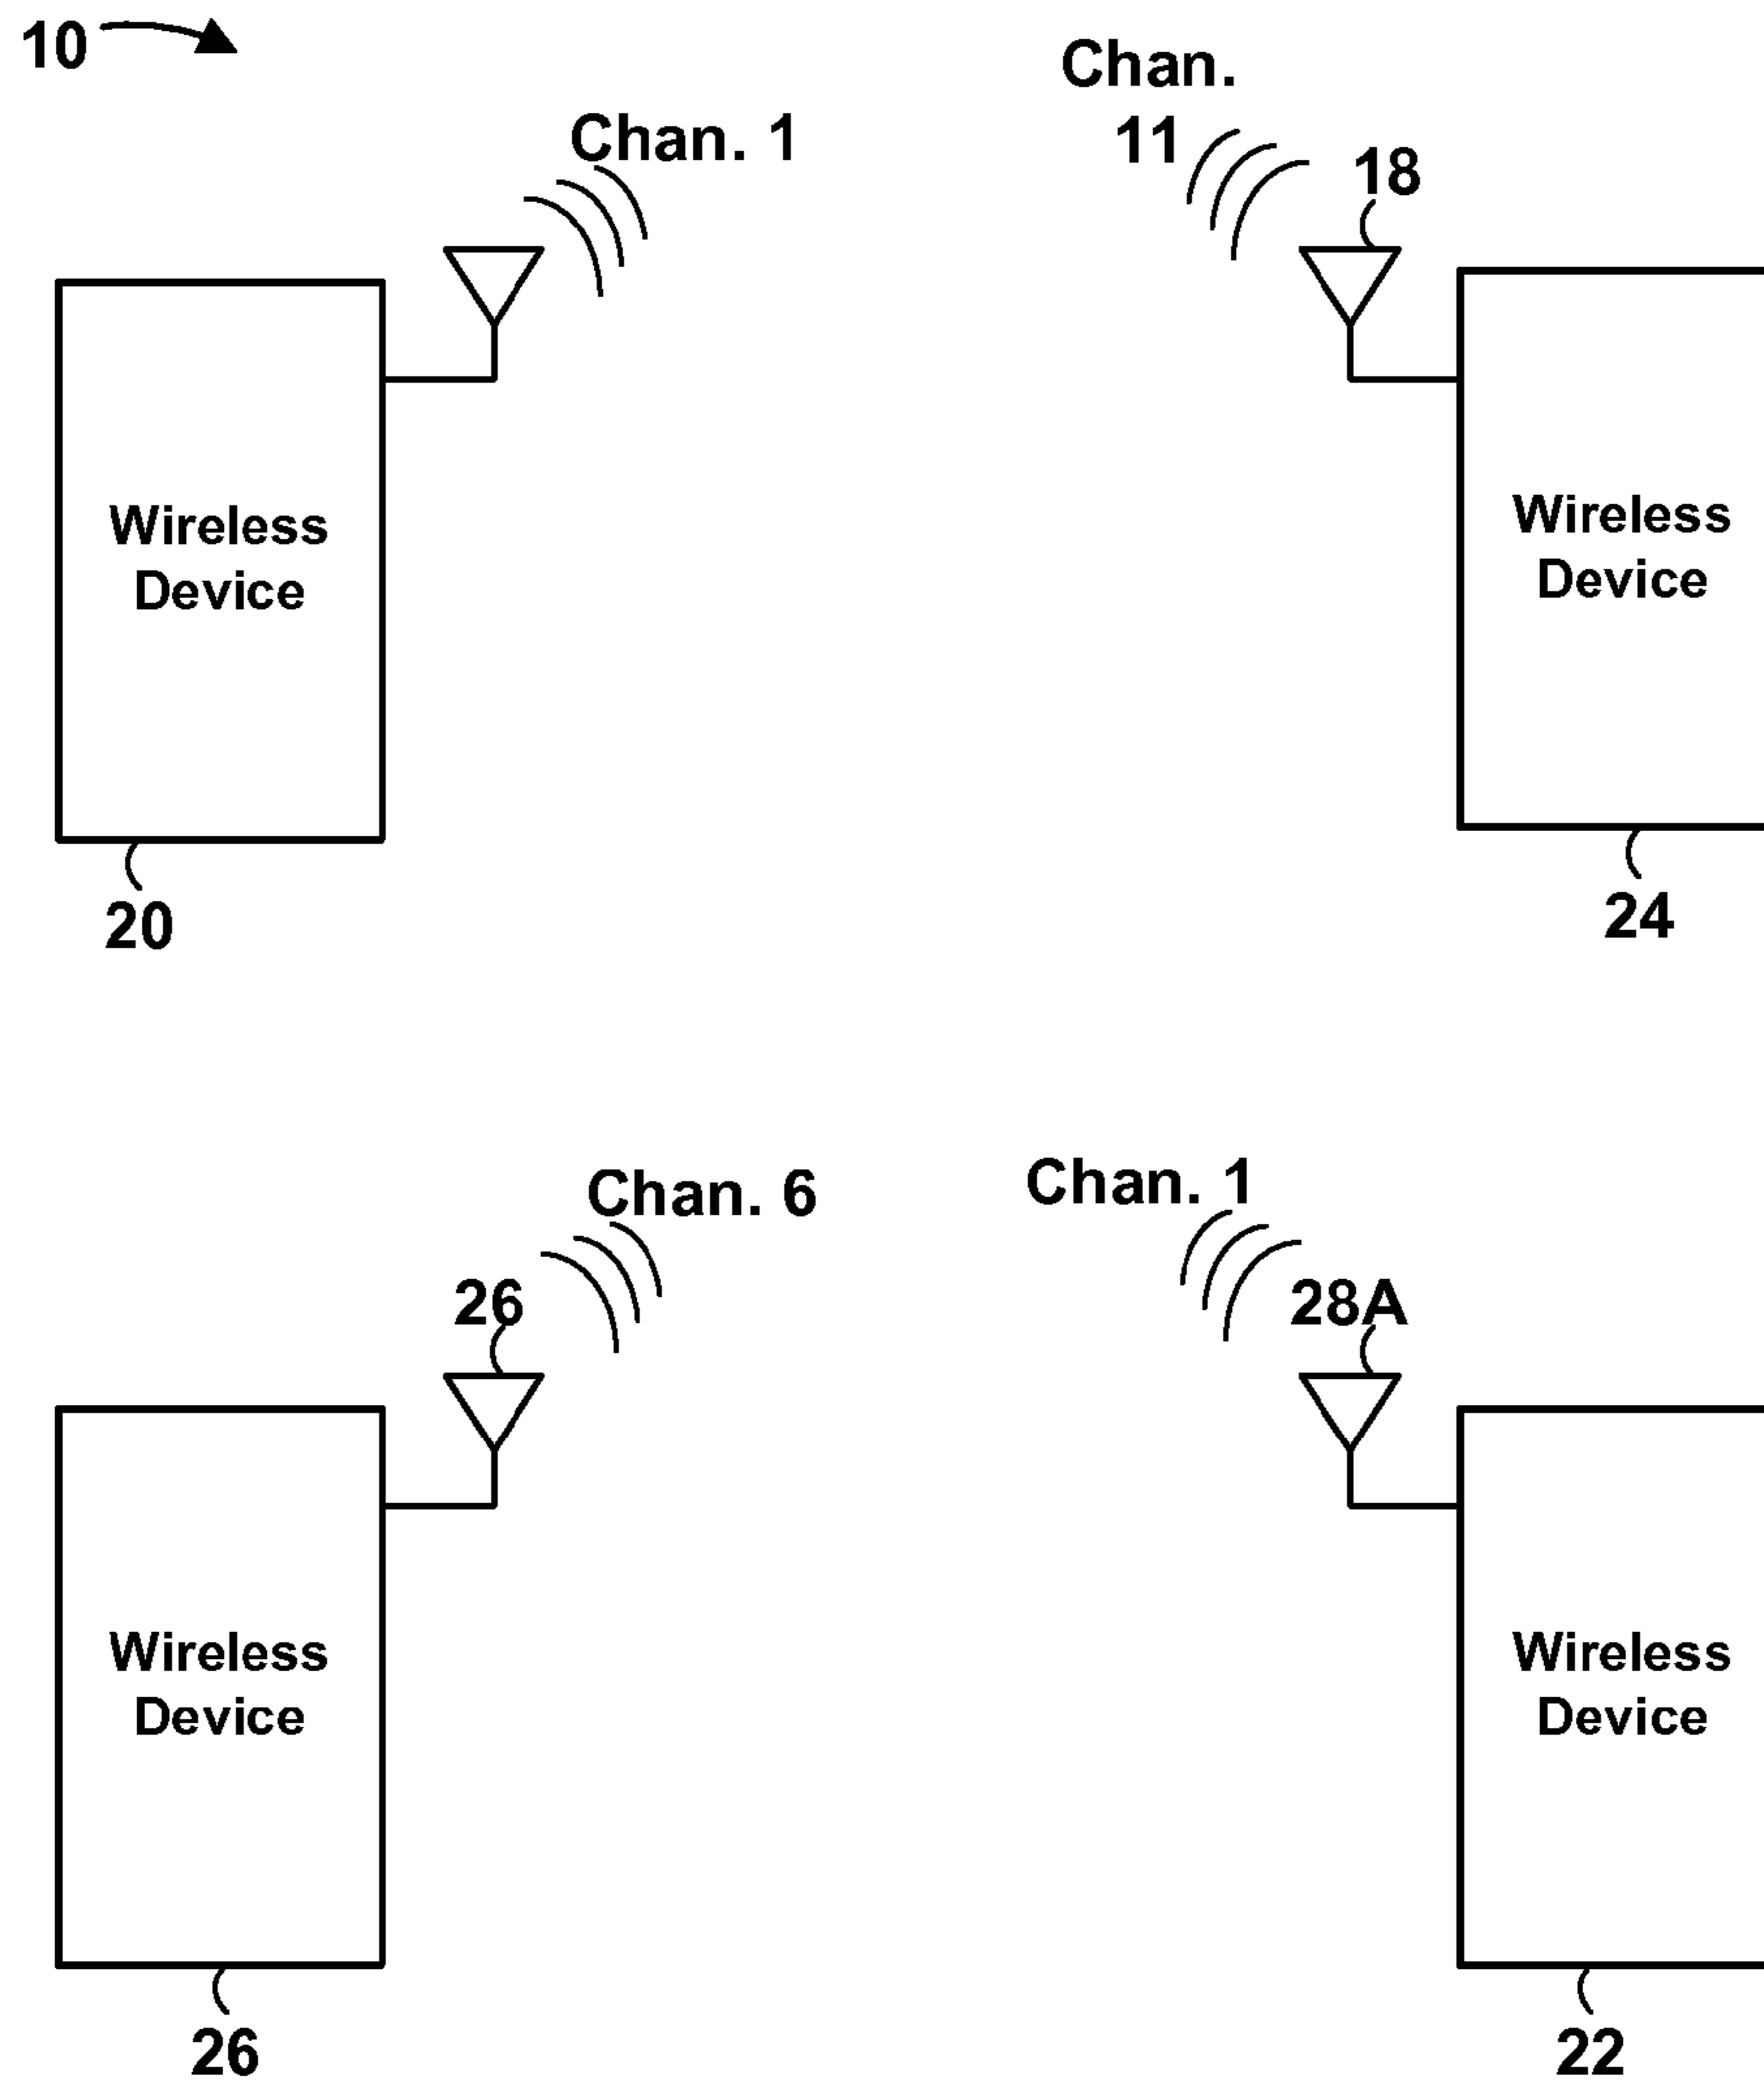 10
Chan. 1
Chan.
11
18
Wireless
Device
20
Wireless
Device
24
Chan. 6
26
Chan. 1
28A
Wireless
Device
26
Wireless
Device
22